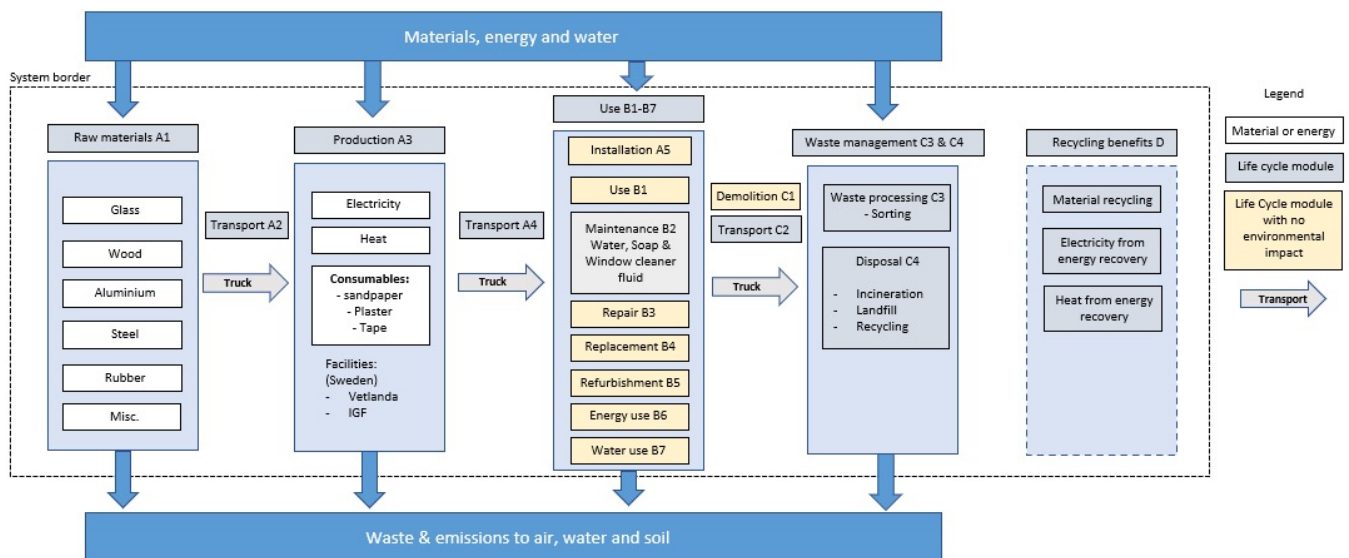 Materials, energy and water
System border
Raw materials A1
Glass
Wood
Aluminium
Steel
Rubber
Misc.
Transport A2
Truck
Production A3
Electricity
Heat
Consumables:
- sandpaper
- Plaster
- Tape
Facilities:
(Sweden)
- Vetlanda
- IGF
Transport A4
Truck
Use B1-B7
Installation A5
Use B1
Maintenance B2
Water, Soap &
Window cleaner
fluid
Repair B3
Replacement B4
Refurbishment B5
Energy use B6
Water use B7
Demolition C1
Transport C2
Truck
Waste management C3 & C4
Waste processing C3
- Sorting
Disposal C4
- Incineration
- Landfill
- Recycling
Recycling benefits D
Material recycling
Electricity from
energy recovery
Heat from energy
recovery
Legend
Material or energy
Life cycle module
Life Cycle module
with no
environmental
impact
Transport
Waste & emissions to air, water and soil